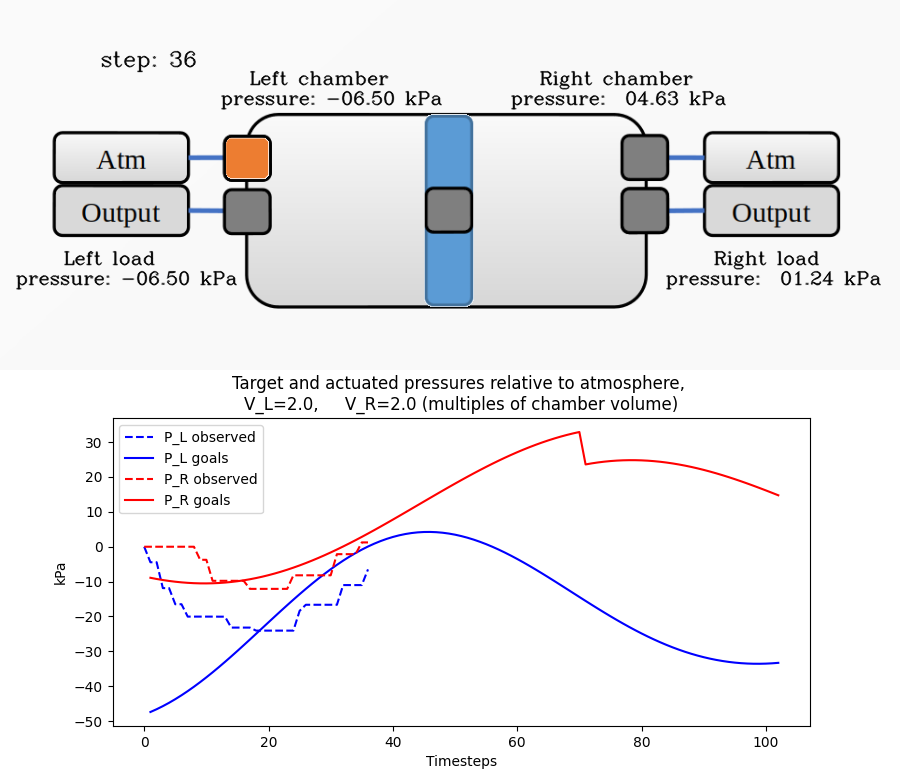 step: 36
Left chamber
pressure: −06.50 kPa
Right chamber
pressure:  04.63 kPa
Atm
Output
Atm
Output
Left load
pressure: −06.50 kPa
Right load
pressure:  01.24 kPa
Target and actuated pressures relative to atmosphere,
V_L=2.0,     V_R=2.0 (multiples of chamber volume)
P_L observed
P_L goals
P_R observed
P_R goals
kPa
30
20
10
0
−10
−20
−30
−40
−50
0 20 40 60 80 100
Timesteps